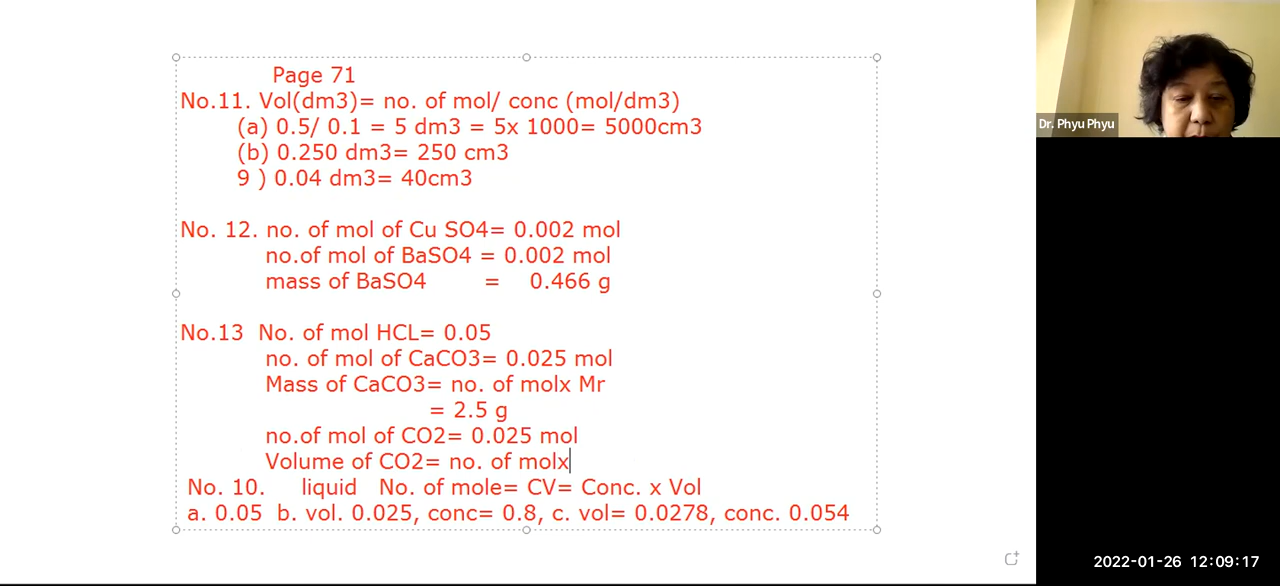 Page 71
No.11. Vol(dm3)= no. of mol/ conc (mol/dm3)
(a) 0.5/ 0.1 = 5 dm3 = 5x 1000= 5000cm3
(b) 0.250 dm3= 250 cm3
9 ) 0.04 dm3= 40cm3
No. 12. no. of mol of Cu SO4= 0.002 mol
no.of mol of BaSO4 = 0.002 mol
mass of BaSO4 = 0.466 g
No.13 No. of mol HCL= 0.05
no. of mol of CaCO3= 0.025 mol
Mass of CaCO3= no. of molx Mr
= 2.5 g
no.of mol of CO2= 0.025 mol
Volume of CO2= no. of molx
No. 10. liquid No. of mole= CV= Conc. x Vol
a. 0.05 b. vol. 0.025, conc= 0.8, c. vol= 0.0278, conc. 0.054
Dr. Phyu Phyu
2022-01-26 12:09:17